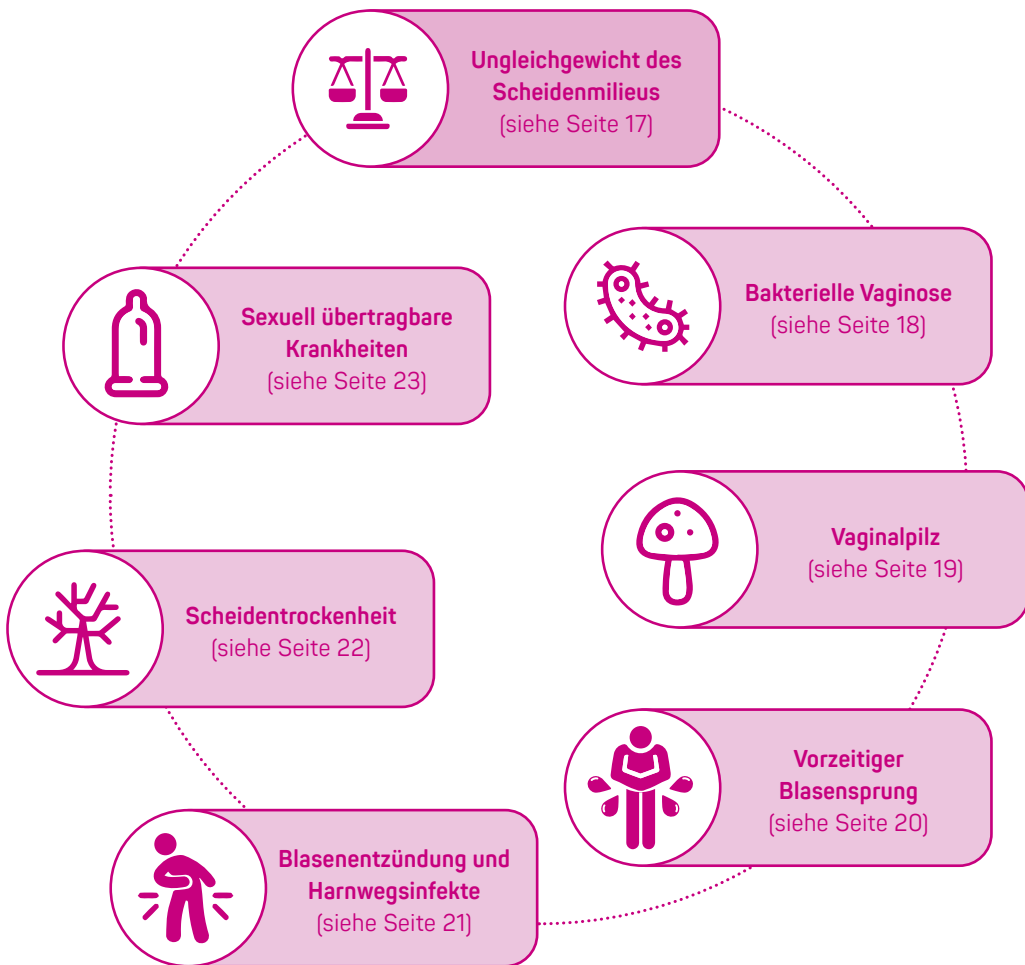 Ungleichgewicht des
Scheidenmilieus
(siehe Seite 17)
Bakterielle Vaginose
(siehe Seite 18)
Vaginalpilz
(siehe Seite 19)
Vorzeitiger
Blasensprung
(siehe Seite 20)
Blasenentzündung und
Harnwegsinfekte
(siehe Seite 21)
Scheidentrockenheit
(siehe Seite 22)
Sexuell übertragbare
Krankheiten
(siehe Seite 23)